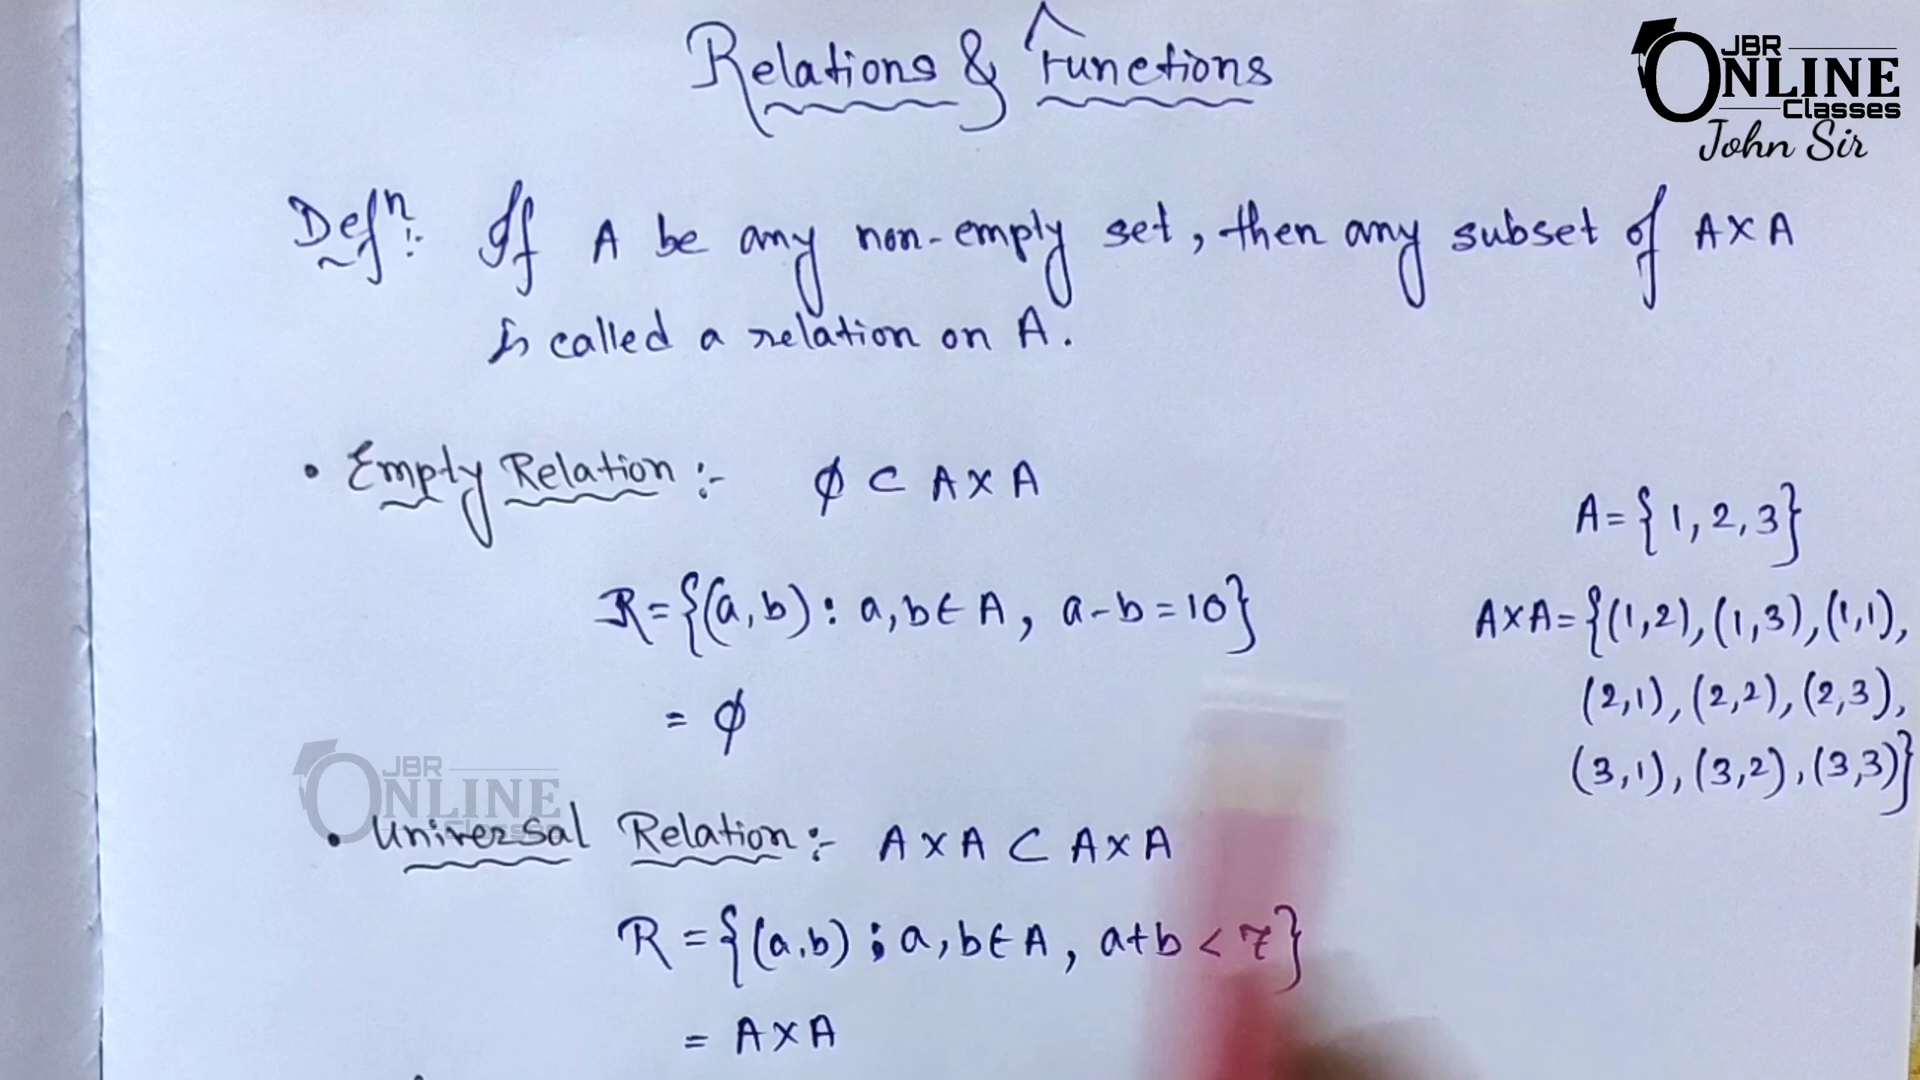 Relations & Functions
JBR
ONLINE
Classes
John Sir
Defⁿ:- If A be any non-empty set, then any subset of A×A
is called a relation on A.
• Empty Relation :- ϕ ⊂ A×A
R={(a,b) : a,b∈A, a-b=10}
= ϕ
A={1,2,3}
A×A={(1,2),(1,3),(1,1),
(2,1),(2,2),(2,3),
(3,1),(3,2),(3,3)}
JBR
ONLINE
Classes
• Universal Relation :- A×A ⊂ A×A
R={(a,b) : a,b∈A, a+b<7}
= A×A